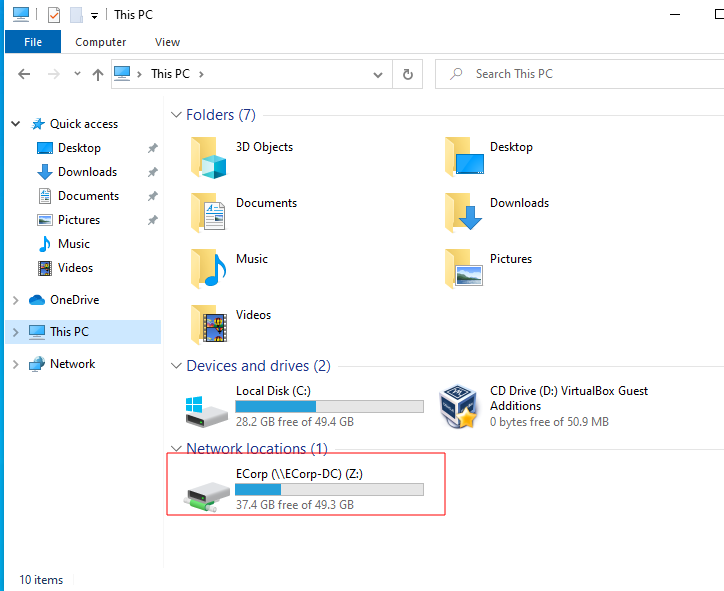 This PC
File Computer View
This PC
Search This PC
Quick access
Desktop
Downloads
Documents
Pictures
Music
Videos
OneDrive
This PC
Network
Folders (7)
3D Objects
Desktop
Documents
Downloads
Music
Pictures
Videos
Devices and drives (2)
Local Disk (C:)
28.2 GB free of 49.4 GB
CD Drive (D:) VirtualBox Guest
Additions
0 bytes free of 50.9 MB
Network locations (1)
ECorp (\\ECorp-DC) (Z:)
37.4 GB free of 49.3 GB
10 items